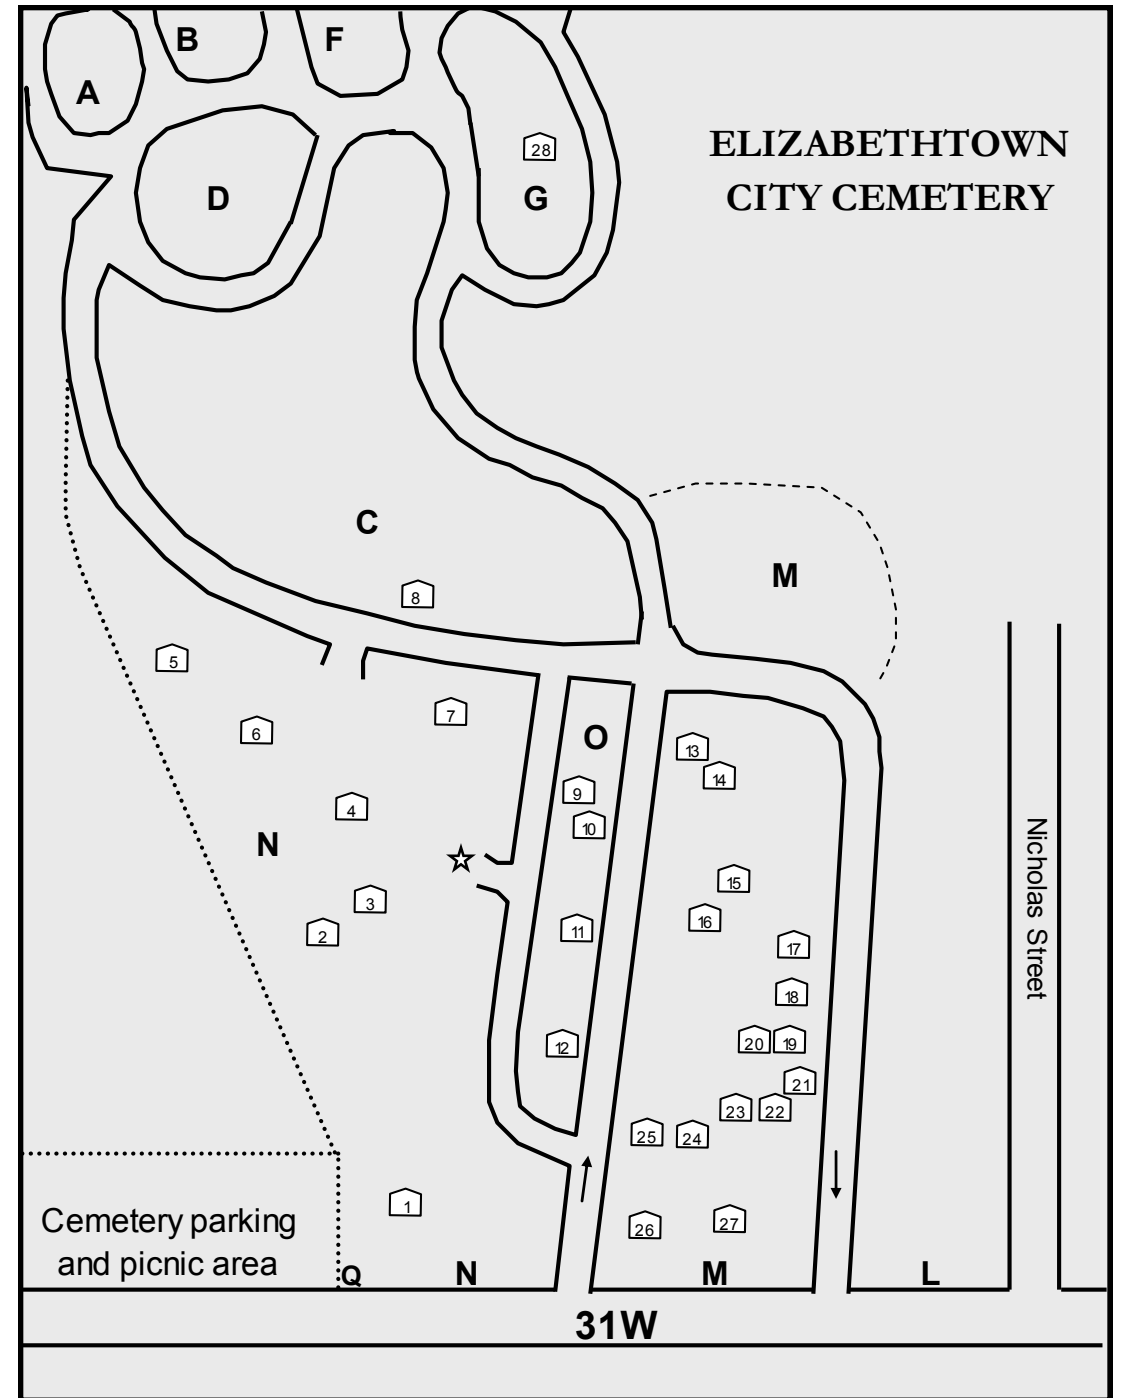 B
F
A
28
ELIZABETHTOWN
CITY CEMETERY
D
G
C
M
8
5
7
6
O
13
14
9
4
10
N
3
15
16
2
11
17
Nicholas Street
18
12
20
19
21
23
22
25
24
1
26
27
Cemetery parking
and picnic area
Q
N
M
L
31W